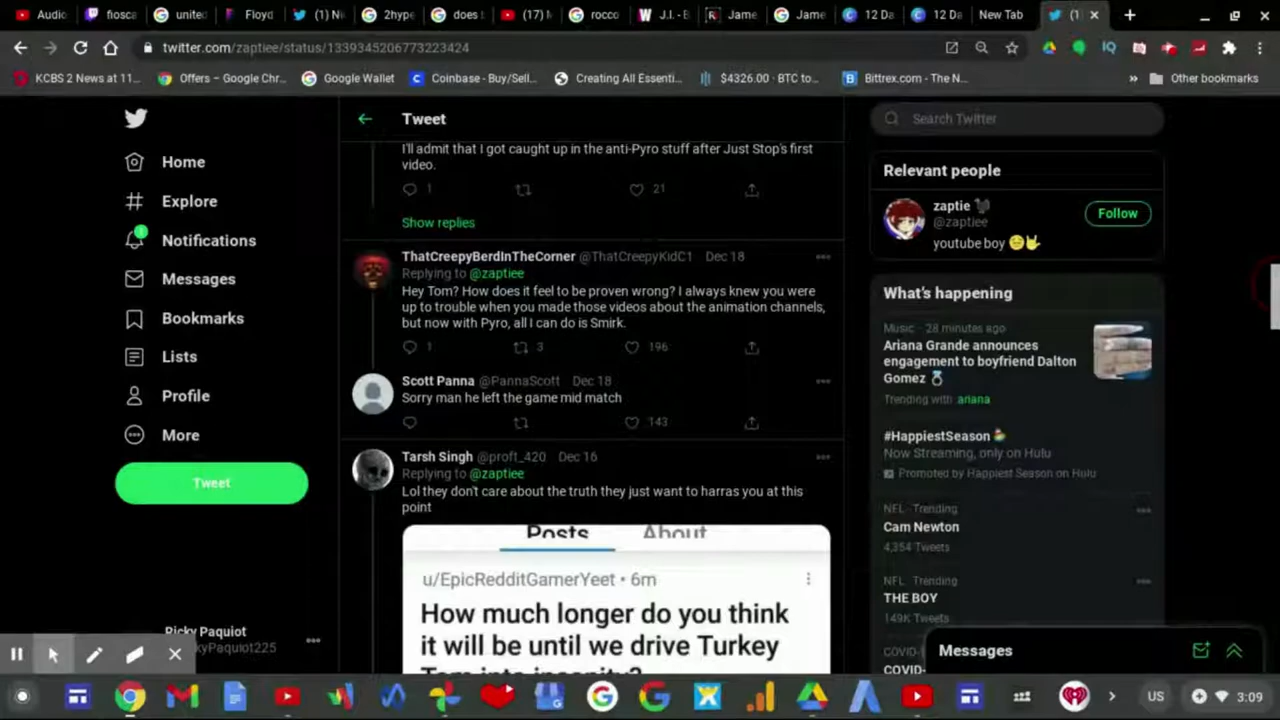 Audio
fiosca
united
Floyd
(1) Ni
2hype
does l
(17) N
rocco
J.I. - B
Jame
Jame
12 Da
12 Da
New Tab
(1
twitter.com/zaptiee/status/1339345206773223424
KCBS 2 News at 11...
Offers – Google Chr...
Google Wallet
Coinbase - Buy/Sell...
Creating All Essenti...
$4326.00 · BTC to...
Bittrex.com - The N...
Other bookmarks
Home
Explore
Notifications
1
Messages
Bookmarks
Lists
Profile
More
Tweet
Ricky Paquiot
kyPaquiot225
Tweet
I'll admit that I got caught up in the anti-Pyro stuff after Just Stop's first
video.
1 21
Show replies
ThatCreepyBerdInTheCorner @ThatCreepyKidC1 Dec 18
Replying to @zaptiee
Hey Tom? How does it feel to be proven wrong? I always knew you were
up to trouble when you made those videos about the animation channels,
but now with Pyro, all I can do is Smirk.
1 3 196
Scott Panna @PannaScott Dec 18
Sorry man he left the game mid match
143
Tarsh Singh @proft_420 Dec 16
Replying to @zaptiee
Lol they don't care about the truth they just want to harras you at this
point
Posts About
u/EpicRedditGamerYeet • 6m
How much longer do you think
it will be until we drive Turkey
Tom into insanity?
Search Twitter
Relevant people
zaptie
@zaptiee
Follow
youtube boy
What's happening
Music · 28 minutes ago
Ariana Grande announces
engagement to boyfriend Dalton
Gomez
Trending with ariana
#HappiestSeason
Now Streaming, only on Hulu
Promoted by Happiest Season on Hulu
NFL · Trending
Cam Newton
4,354 Tweets
NFL · Trending
THE BOY
149K Tweets
COVID-
COVID-
Messages
US
3:09